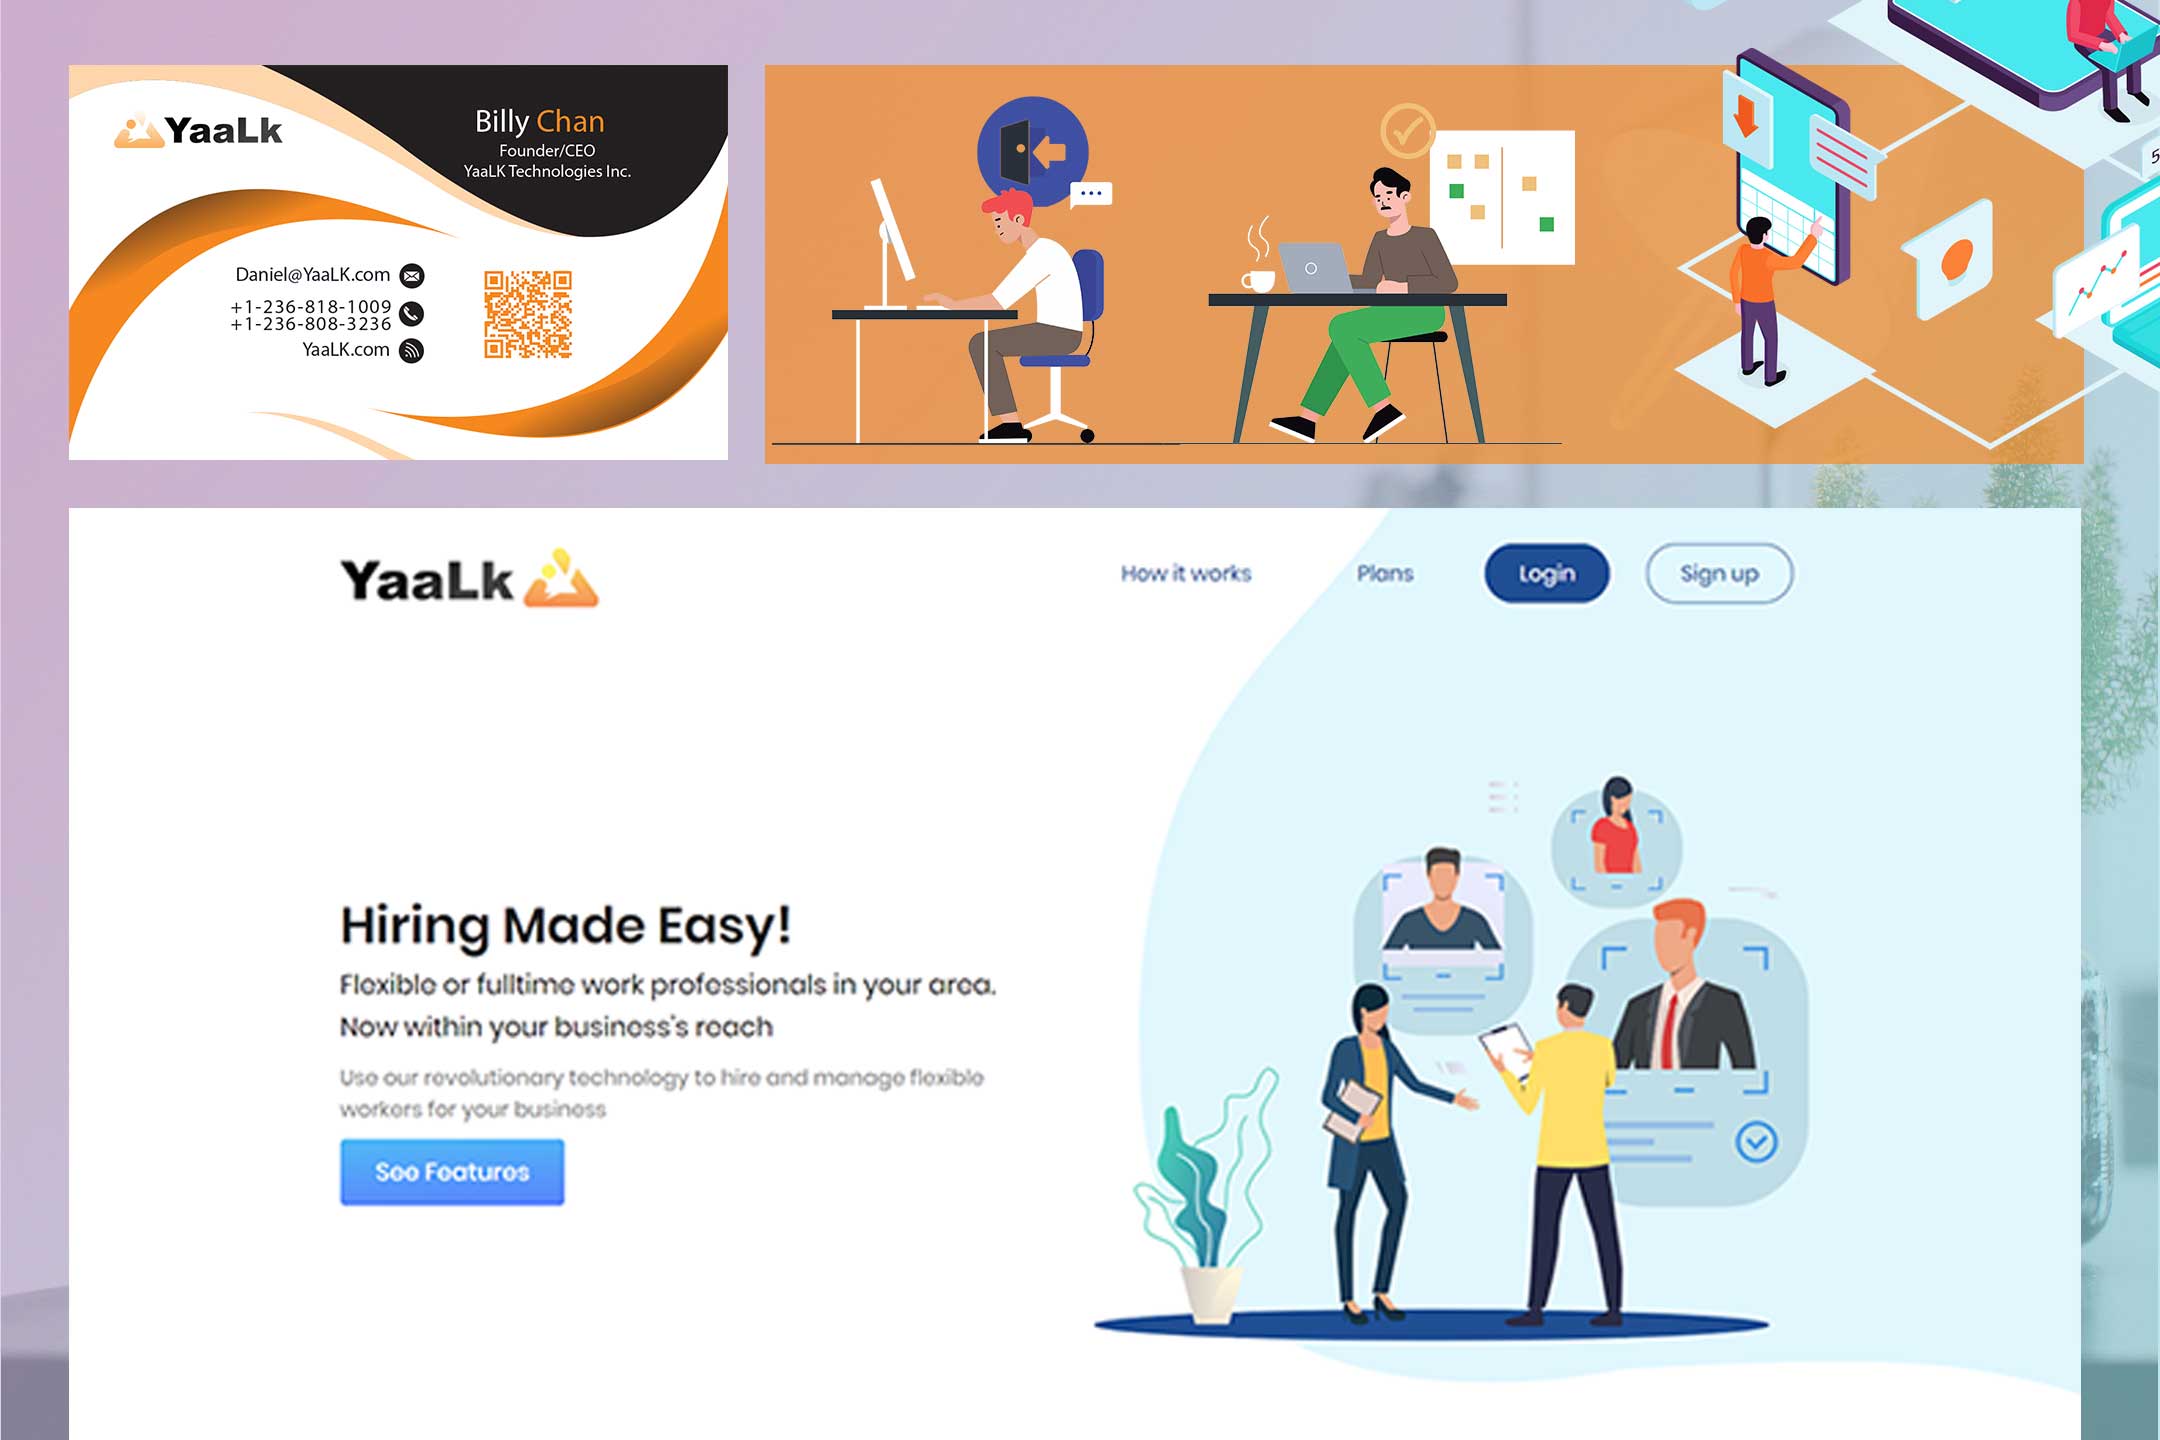 YaaLk
Billy Chan
Founder/CEO
YaaLK Technologies Inc.
Daniel@YaaLK.com
+1-236-818-1009
+1-236-808-3236
YaaLK.com
5
YaaLk
How it works
Plans
Login
Sign up
Hiring Made Easy!
Flexible or fulltime work professionals in your area.
Now within your business's reach
Use our revolutionary technology to hire and manage flexible
workers for your business
See Features